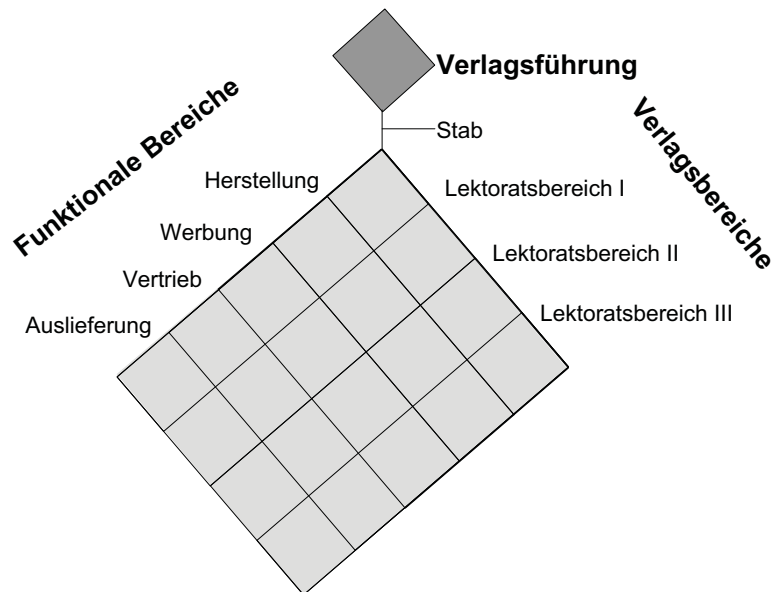 Verlagsführung
Stab
Funktionale Bereiche
Verlagsbereiche
Herstellung
Werbung
Vertrieb
Auslieferung
Lektoratsbereich I
Lektoratsbereich II
Lektoratsbereich III